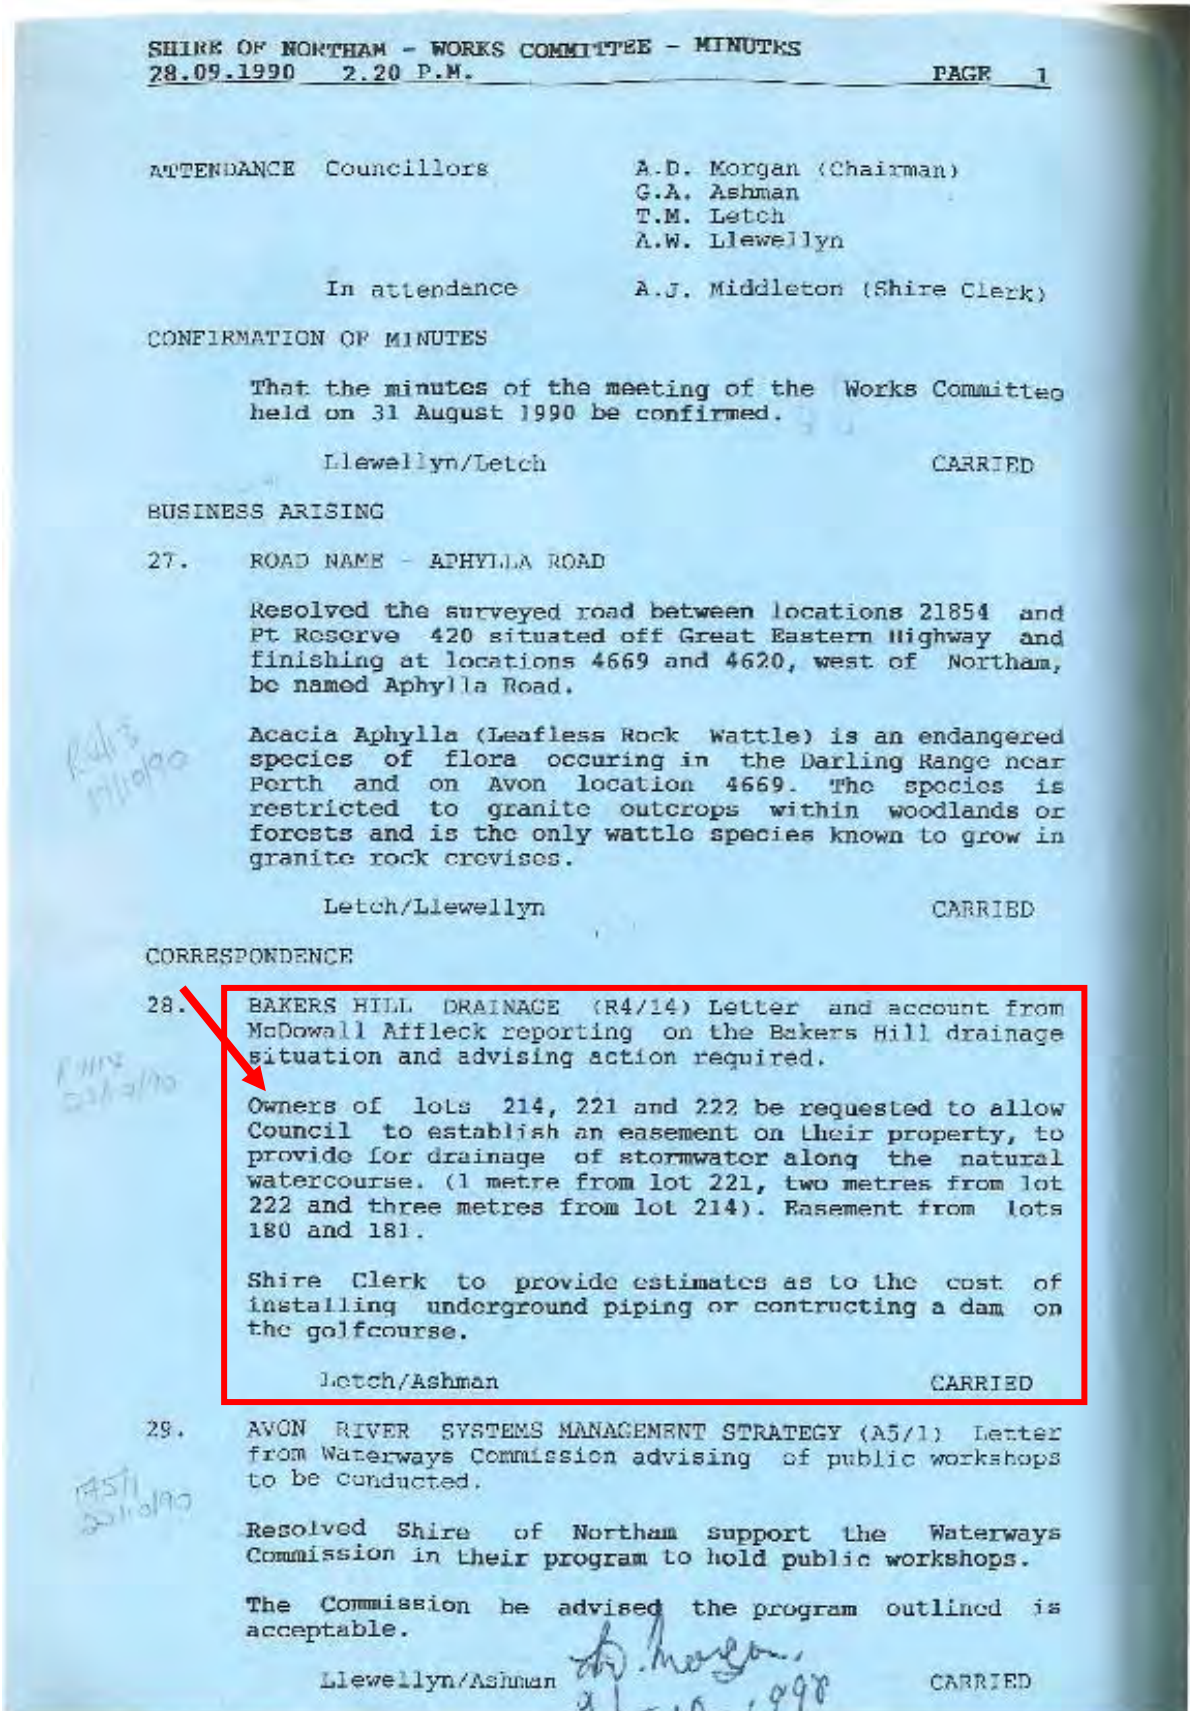 SHIRE OF NORTHAM - WORKS COMMITTEE - MINUTES
28.09.1990 2.20 P.M. PAGE 1
ATTENDANCE Councillors A.D. Morgan (Chairman)
G.A. Ashman
T.M. Letch
A.W. Llewellyn
In attendance A.J. Middleton (Shire Clerk)
CONFIRMATION OF MINUTES
That the minutes of the meeting of the Works Committee
held on 31 August 1990 be confirmed.
Llewellyn/Letch CARRIED
BUSINESS ARISING
27. ROAD NAME - APHYLLA ROAD
Resolved the surveyed road between locations 21854 and
Pt Reserve 420 situated off Great Eastern Highway and
finishing at locations 4669 and 4620, west of Northam,
be named Aphylla Road.
Acacia Aphylla (Leafless Rock Wattle) is an endangered
species of flora occuring in the Darling Range near
Perth and on Avon location 4669. The species is
restricted to granite outcrops within woodlands or
forests and is the only wattle species known to grow in
granite rock crevises.
Letch/Llewellyn CARRIED
CORRESPONDENCE
28. BAKERS HILL DRAINAGE (R4/14) Letter and account from
McDowall Affleck reporting on the Bakers Hill drainage
situation and advising action required.
Owners of lots 214, 221 and 222 be requested to allow
Council to establish an easement on their property, to
provide for drainage of stormwater along the natural
watercourse. (1 metre from lot 221, two metres from lot
222 and three metres from lot 214). Easement from lots
180 and 181.
Shire Clerk to provide estimates as to the cost of
installing underground piping or contructing a dam on
the golfcourse.
Letch/Ashman CARRIED
29. AVON RIVER SYSTEMS MANAGEMENT STRATEGY (A5/1) Letter
from Waterways Commission advising of public workshops
to be conducted.
A5/1
22/10/90
Resolved Shire of Northam support the Waterways
Commission in their program to hold public workshops.
The Commission be advised the program outlined is
acceptable.
Llewellyn/Ashman CARRIED